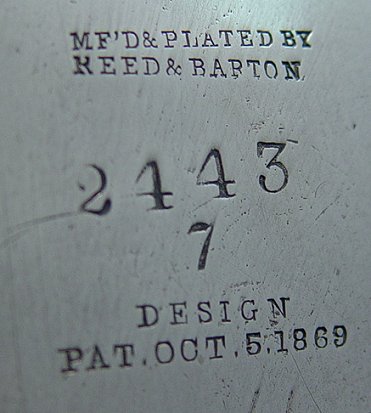 MF'D&PLATED BY
REED & BARTON
2443
7
DESIGN
PAT.OCT.5.1869